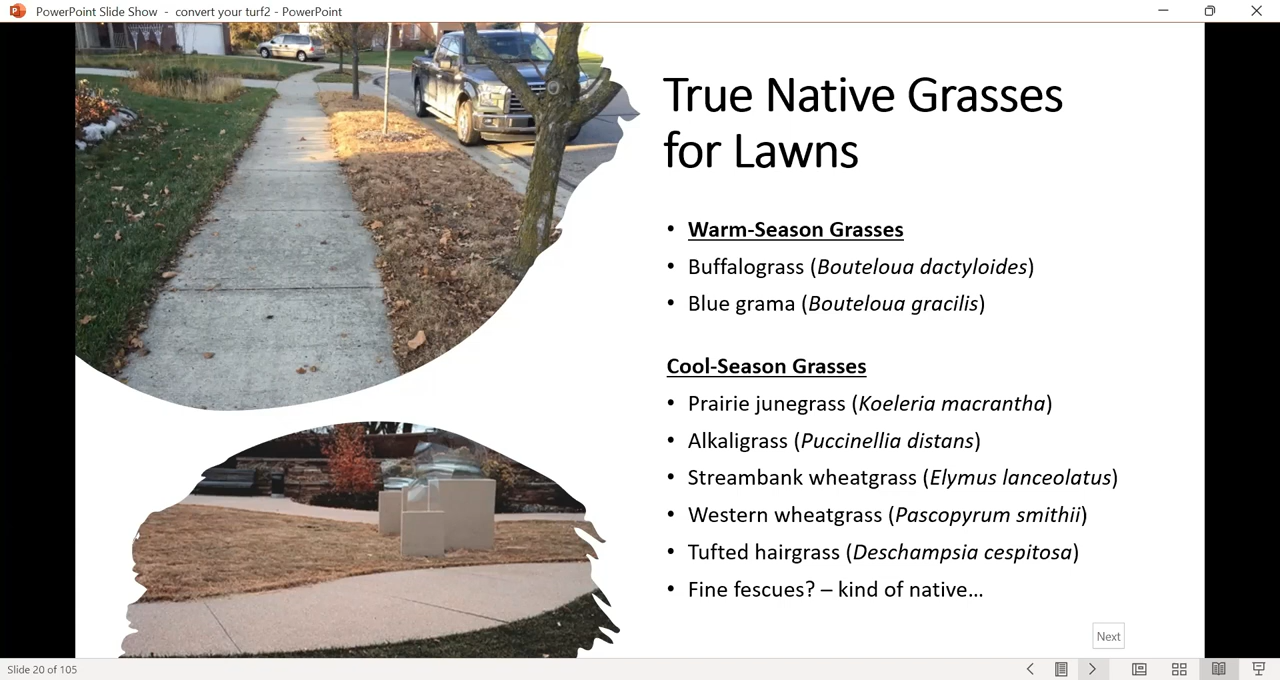 PowerPoint Slide Show - convert your turf2 - PowerPoint
True Native Grasses
for Lawns
• Warm-Season Grasses
• Buffalograss (Bouteloua dactyloides)
• Blue grama (Bouteloua gracilis)
Cool-Season Grasses
• Prairie junegrass (Koeleria macrantha)
• Alkaligrass (Puccinellia distans)
• Streambank wheatgrass (Elymus lanceolatus)
• Western wheatgrass (Pascopyrum smithii)
• Tufted hairgrass (Deschampsia cespitosa)
• Fine fescues? – kind of native…
Next
Slide 20 of 105